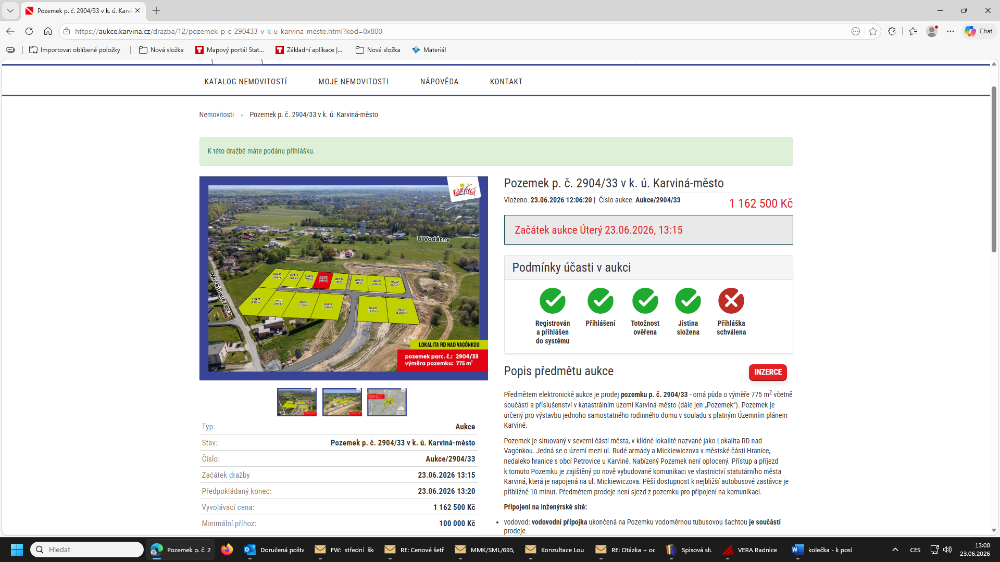 Pozemek p. č. 2904/33 v k. ú. Karvi
https://aukce.karvina.cz/drazba/12/pozemek-p-c-290433-v-k-u-karvina-mesto.html?kod=0x800
Chat
Importovat oblíbené položky
Nová složka
Mapový portál Stat...
Základní aplikace |...
Nová složka
Materiál
KATALOG NEMOVITOSTÍ
MOJE NEMOVITOSTI
NÁPOVĚDA
KONTAKT
Nemovitosti › Pozemek p. č. 2904/33 v k. ú. Karviná-město
K této dražbě máte podánu přihlášku.
KARVINÁ
U Vodárny
Mickiewiczova
LOKALITA RD NAD VAGÓNKOU
pozemek parc. č.: 2904/33
výměra pozemku: 775 m²
Typ: Aukce
Stav: Pozemek p. č. 2904/33 v k. ú. Karviná-město
Číslo: Aukce/2904/33
Začátek dražby 23.06.2026 13:15
Předpokládaný konec: 23.06.2026 13:20
Vyvolávací cena: 1 162 500 Kč
Minimální příhoz: 100 000 Kč
Pozemek p. č. 2904/33 v k. ú. Karviná-město
Vloženo: 23.06.2026 12:06:20 | Číslo aukce: Aukce/2904/33
1 162 500 Kč
Začátek aukce Úterý 23.06.2026, 13:15
Podmínky účasti v aukci
Registrován
a přihlášen
do systému
Přihlášení
Totožnost
ověřena
Jistina
složena
Přihláška
schválena
Popis předmětu aukce
INZERCE
Předmětem elektronické aukce je prodej pozemku p. č. 2904/33 - orná půda o výměře 775 m² včetně
součástí a příslušenství v katastrálním území Karviná-město (dále jen „Pozemek“). Pozemek je
určený pro výstavbu jednoho samostatného rodinného domu v souladu s platným Územním plánem
Karviné.
Pozemek je situovaný v severní části města, v klidné lokalitě nazvané jako Lokalita RD nad
Vagónkou. Jedná se o území mezi ul. Rudé armády a Mickiewiczova v městské části Hranice,
nedaleko hranice s obcí Petrovice u Karviné. Nabízený Pozemek není oplocený. Přístup a příjezd
k tomuto Pozemku je zajištěný po nově vybudované komunikaci ve vlastnictví statutárního města
Karviná, která je napojená na ul. Mickiewiczova. Pěší dostupnost k nejbližší autobusové zastávce je
přibližně 10 minut. Předmětem prodeje není sjezd z pozemku pro připojení na komunikaci.
Připojení na inženýrské sítě:
• vodovod: vodovodní přípojka ukončená na Pozemku vodoměrnou tubusovou šachtou je součástí
prodeje
Hledat
Pozemek p. č. 2
Doručená pošta
FW: střední šk
RE: Cenové šetř
MMK/SML/695,
Konzultace Lou
RE: Otázka + oc
Spisová slu
VERA Radnice
kolečka - k posl
CES
13:00
23.06.2026